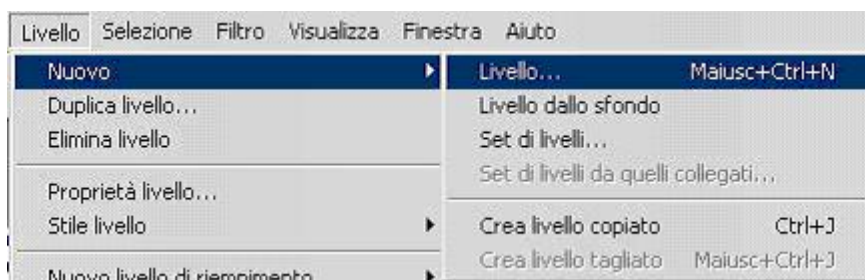 Livello Selezione Filtro Visualizza Finestra Aiuto
Nuovo
Duplica livello...
Elimina livello
Proprietà livello...
Stile livello
Nuovo livello di riempimento
Livello... Maiusc+Ctrl+N
Livello dallo sfondo
Set di livelli...
Set di livelli da quelli collegati...
Crea livello copiato Ctrl+J
Crea livello tagliato Maiusc+Ctrl+J